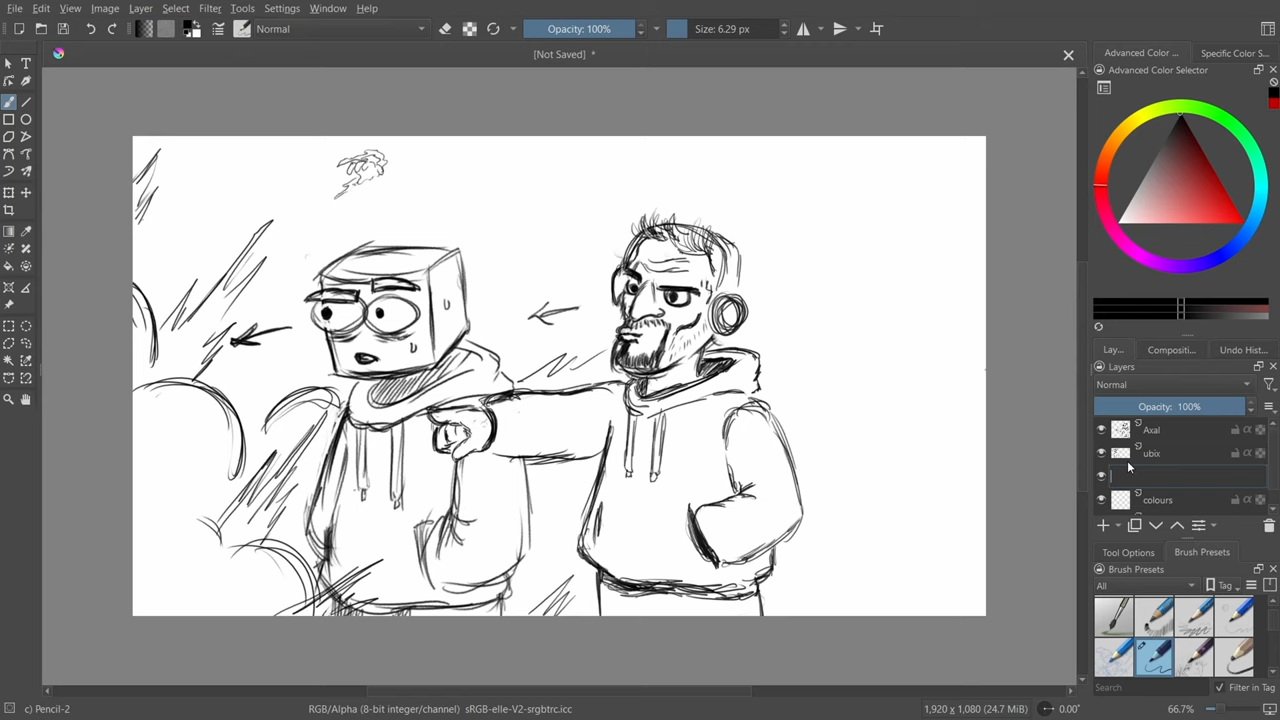 File Edit View Image Layer Select Filter Tools Settings Window Help
Normal Opacity: 100% Size: 6.29 px
[Not Saved] *
Advanced Color ... Specific Color S...
Advanced Color Selector
Lay... Compositi... Undo Hist...
Layers
Normal
Opacity: 100%
Axal
ubix
colours
Tool Options Brush Presets
Brush Presets
All Tag
Search Filter in Tag
c) Pencil-2 RGB/Alpha (8-bit integer/channel) sRGB-elle-V2-srgbtrc.icc 1,920 x 1,080 (24.7 MiB) 0.00° 66.7%